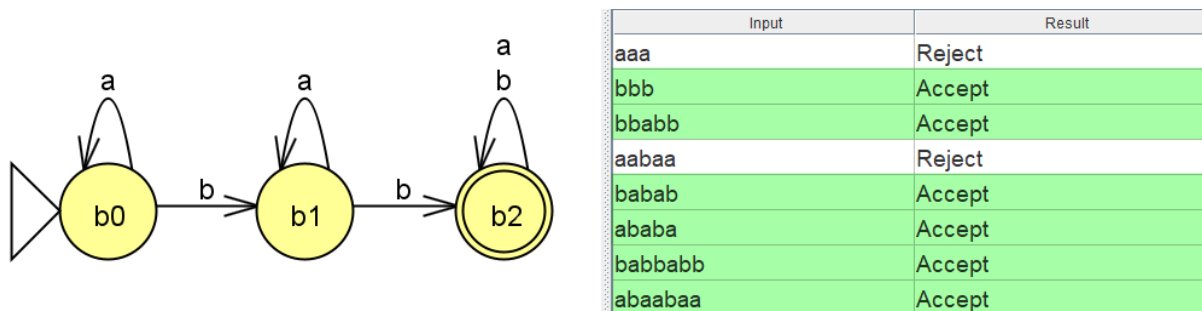 a
a
a
b
b
b
b0
b1
b2
Input Result
aaa Reject
bbb Accept
bbabb Accept
aabaa Reject
babab Accept
ababa Accept
babbabb Accept
abaabaa Accept